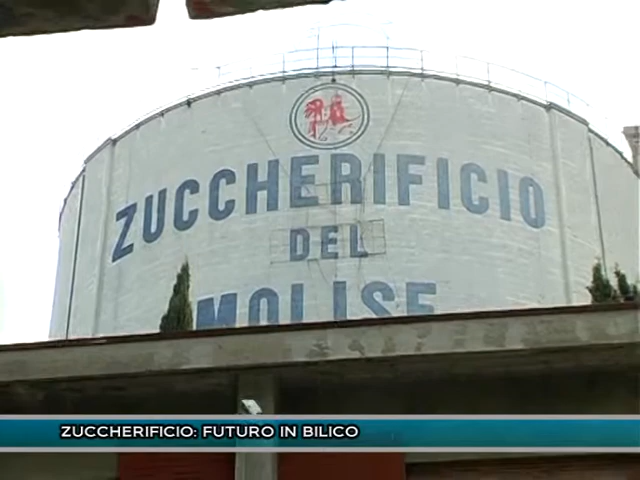 ZUCCHERIFICIO
DEL
MOLISE
ZUCCHERIFICIO: FUTURO IN BILICO